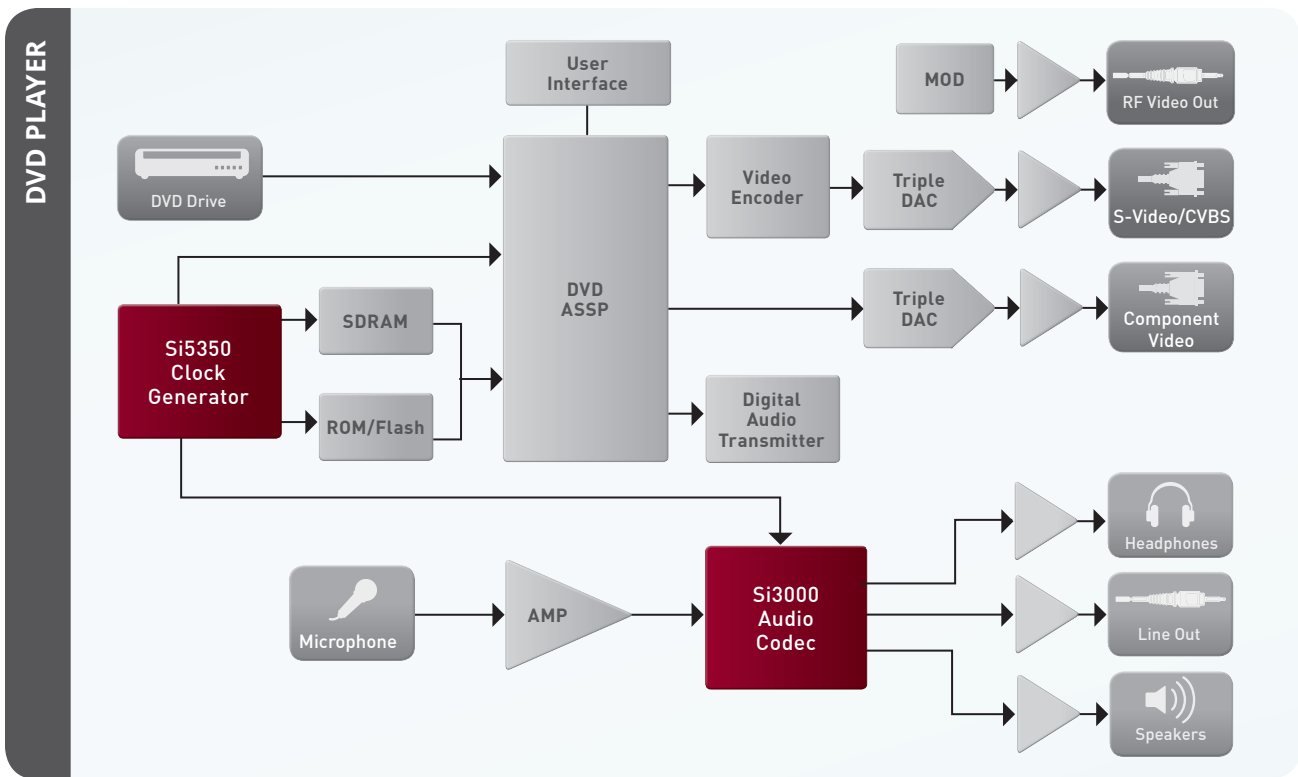 DVD PLAYER
User
Interface
MOD
RF Video Out
DVD Drive
Video
Encoder
Triple
DAC
S-Video/CVBS
DVD
ASSP
Triple
DAC
Component
Video
Si5350
Clock
Generator
SDRAM
ROM/Flash
Digital
Audio
Transmitter
Headphones
Microphone
AMP
Si3000
Audio
Codec
Line Out
Speakers